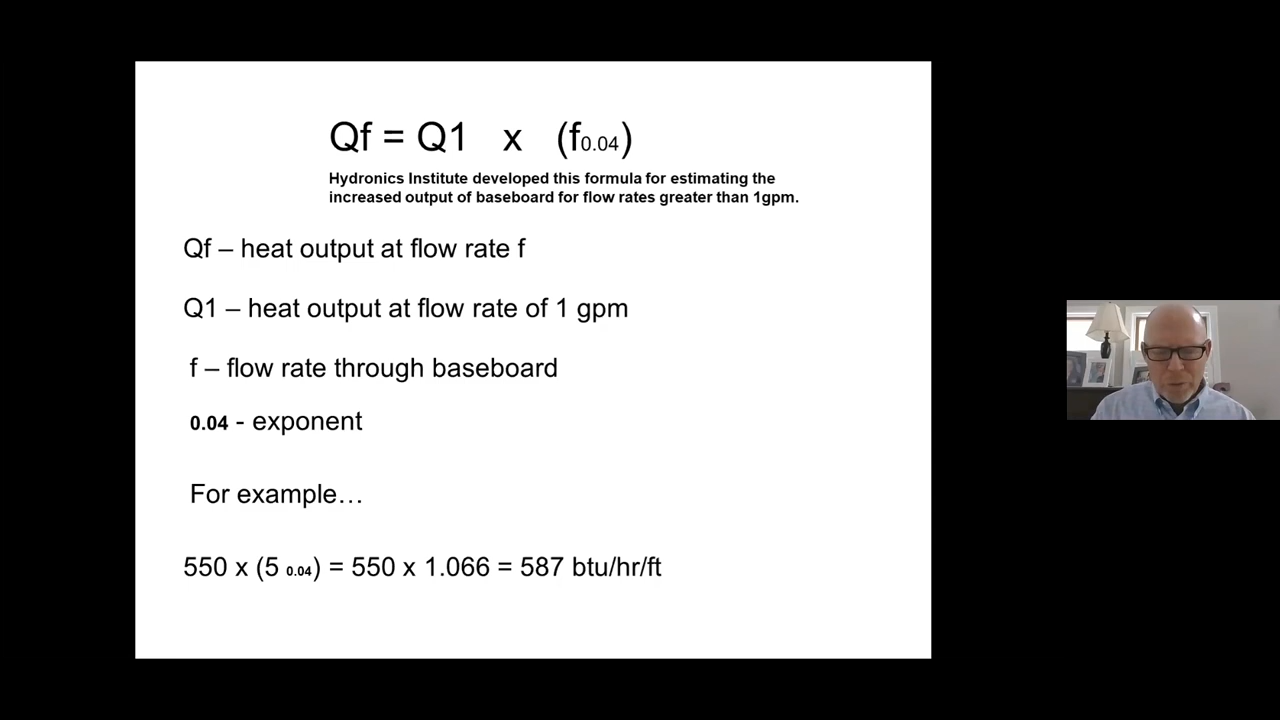 Qf = Q1 x (f0.04)
Hydronics Institute developed this formula for estimating the
increased output of baseboard for flow rates greater than 1gpm.
Qf – heat output at flow rate f
Q1 – heat output at flow rate of 1 gpm
f – flow rate through baseboard
0.04 - exponent
For example…
550 x (5 0.04) = 550 x 1.066 = 587 btu/hr/ft